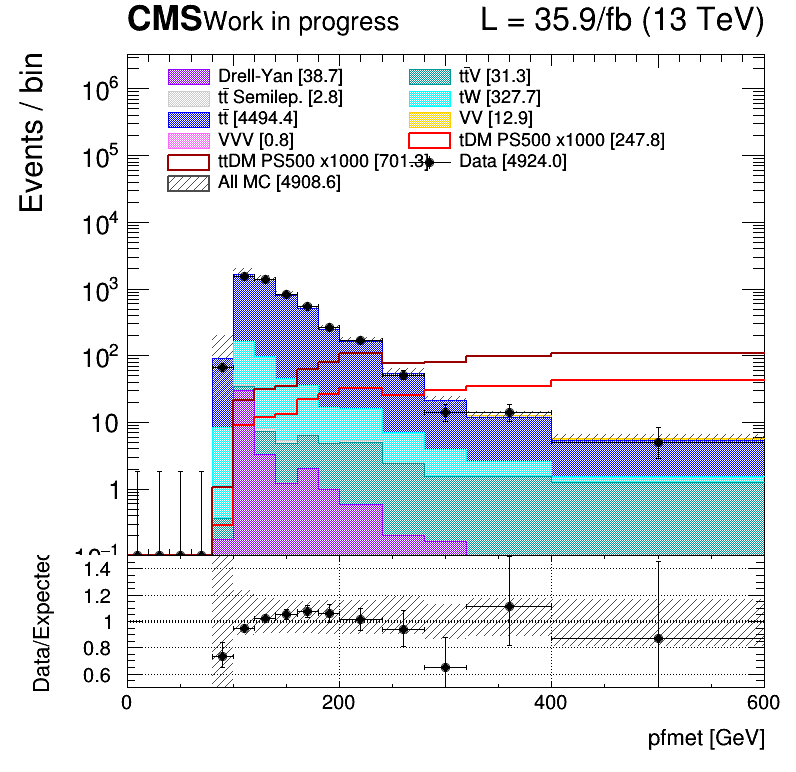 CMS Work in progress L = 35.9/fb (13 TeV)
Events / bin
Drell-Yan [38.7] tt̄V [31.3]
tt̄ Semilep. [2.8] tW [327.7]
tt̄ [4494.4] VV [12.9]
VVV [0.8] tDM PS500 x1000 [247.8]
ttDM PS500 x1000 [701.3] Data [4924.0]
All MC [4908.6]
10⁶
10⁵
10⁴
10³
10²
10
1
10⁻¹
Data/Expected
1.4
1.2
1
0.8
0.6
0 200 400 600
pfmet [GeV]